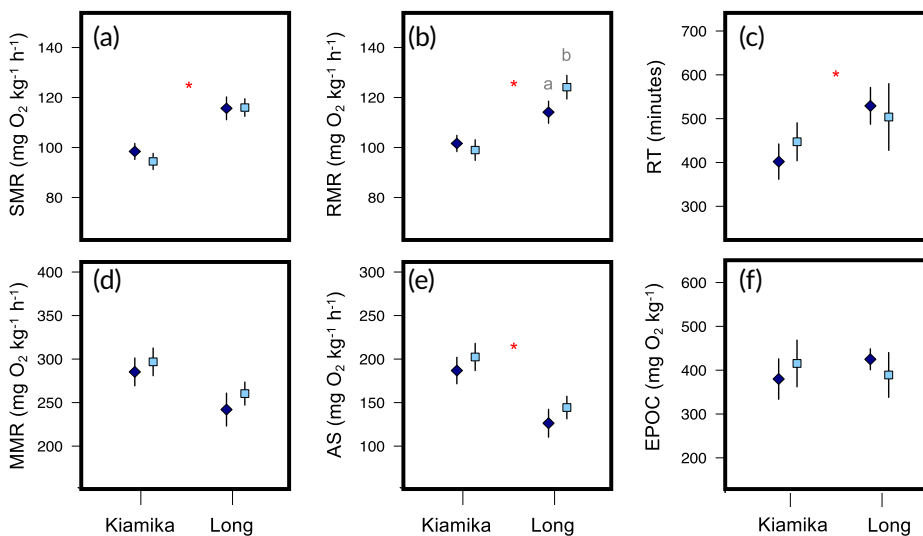 (a)
SMR (mg O₂ kg⁻¹ h⁻¹)
140
120
100
80
*
(b)
RMR (mg O₂ kg⁻¹ h⁻¹)
140
120
100
80
*
a
b
(c)
RT (minutes)
700
600
500
400
300
*
(d)
MMR (mg O₂ kg⁻¹ h⁻¹)
400
350
300
250
200
Kiamika
Long
(e)
AS (mg O₂ kg⁻¹ h⁻¹)
300
250
200
150
100
*
Kiamika
Long
(f)
EPOC (mg O₂ kg⁻¹)
600
500
400
300
200
Kiamika
Long